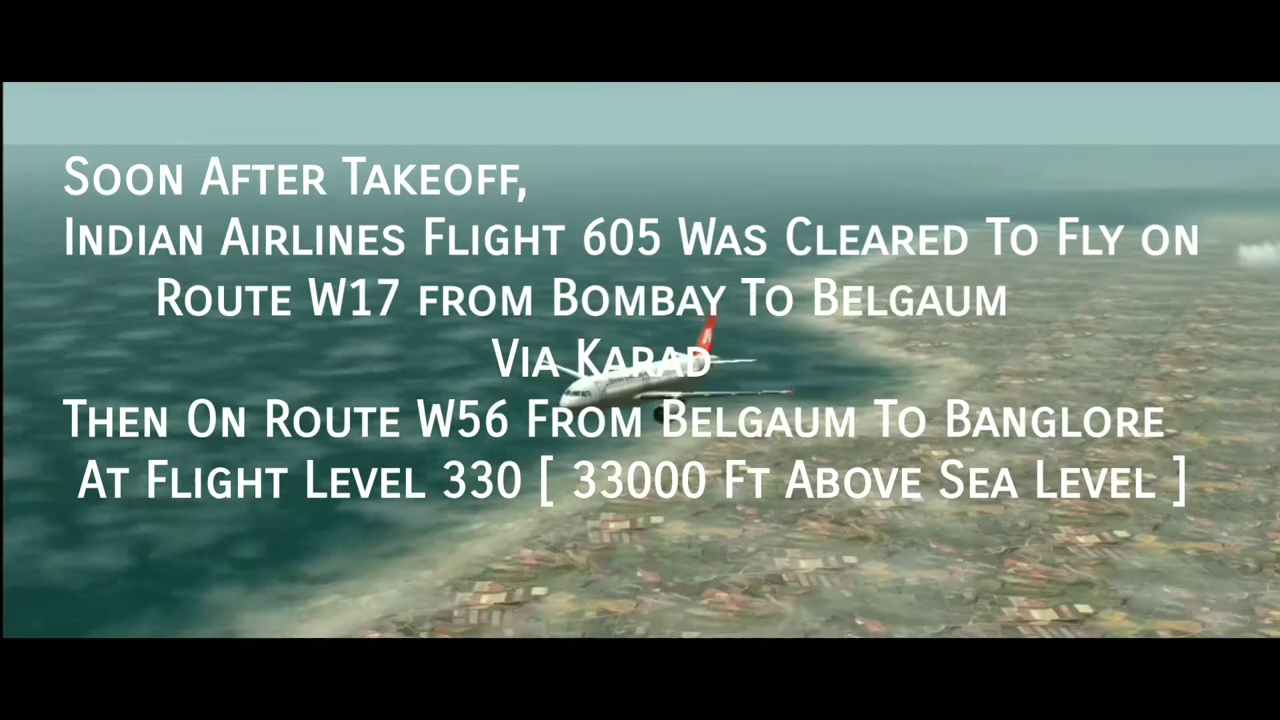 Soon After Takeoff,
Indian Airlines Flight 605 Was Cleared To Fly on
Route W17 from Bombay To Belgaum
Via Karad
Then On Route W56 From Belgaum To Banglore
At Flight Level 330 [ 33000 Ft Above Sea Level ]